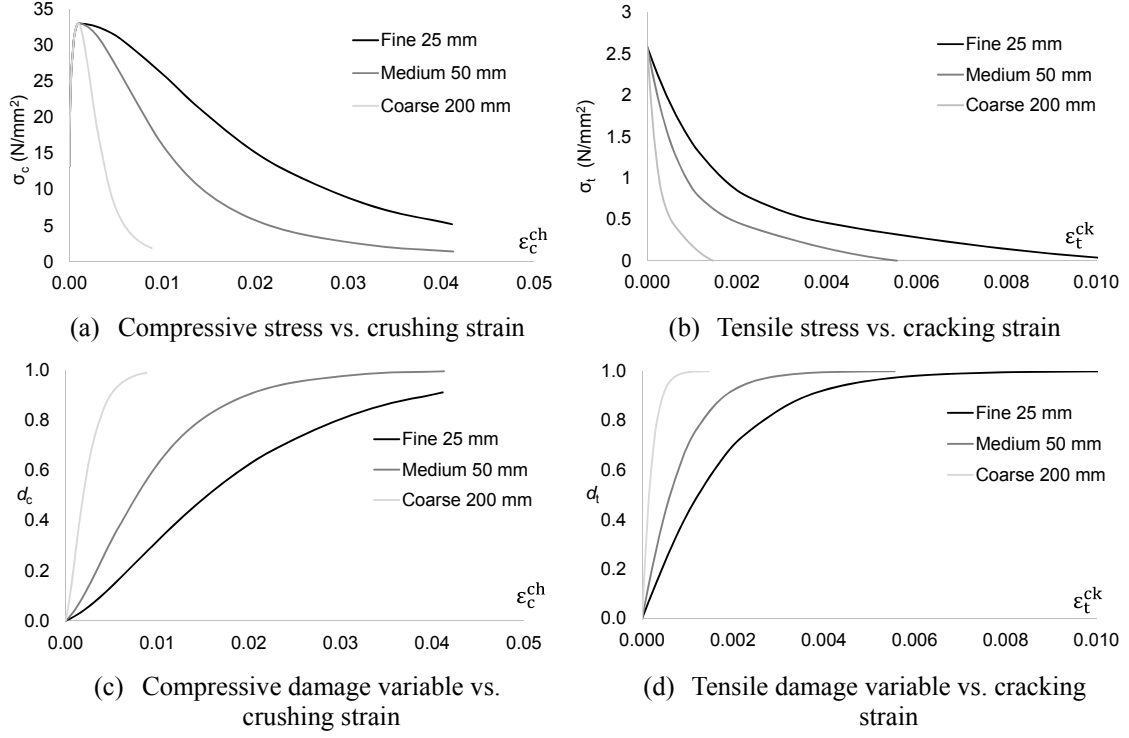 35
30
25
20
15
10
5
0
σc (N/mm²)
Fine 25 mm
Medium 50 mm
Coarse 200 mm
εc^ch
0.00 0.01 0.02 0.03 0.04 0.05
(a) Compressive stress vs. crushing strain
3
2.5
2
1.5
1
0.5
0
σt (N/mm²)
Fine 25 mm
Medium 50 mm
Coarse 200 mm
εt^ck
0.000 0.002 0.004 0.006 0.008 0.010
(b) Tensile stress vs. cracking strain
1.0
0.8
0.6
0.4
0.2
0.0
dc
Fine 25 mm
Medium 50 mm
Coarse 200 mm
εc^ch
0.00 0.01 0.02 0.03 0.04 0.05
(c) Compressive damage variable vs.
crushing strain
1.0
0.8
0.6
0.4
0.2
0.0
dt
Fine 25 mm
Medium 50 mm
Coarse 200 mm
εt^ck
0.000 0.002 0.004 0.006 0.008 0.010
(d) Tensile damage variable vs. cracking
strain